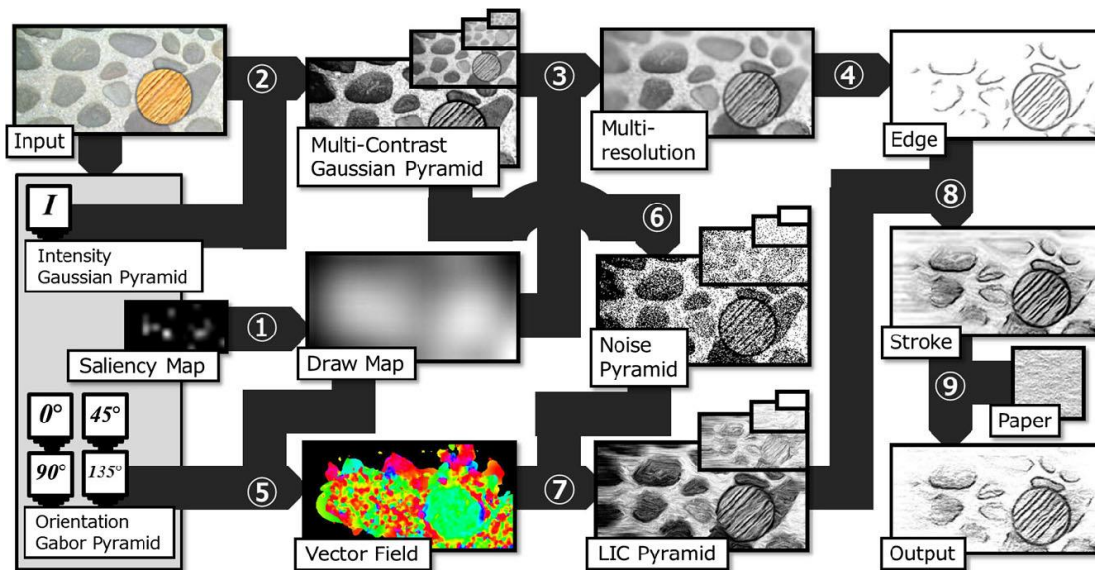 Input
②
Multi-Contrast
Gaussian Pyramid
③
Multi-
resolution
④
Edge
I
Intensity
Gaussian Pyramid
Saliency Map
①
Draw Map
⑥
Noise
Pyramid
⑧
Stroke
⑨
Paper
0°
45°
90°
135°
Orientation
Gabor Pyramid
⑤
Vector Field
⑦
LIC Pyramid
Output